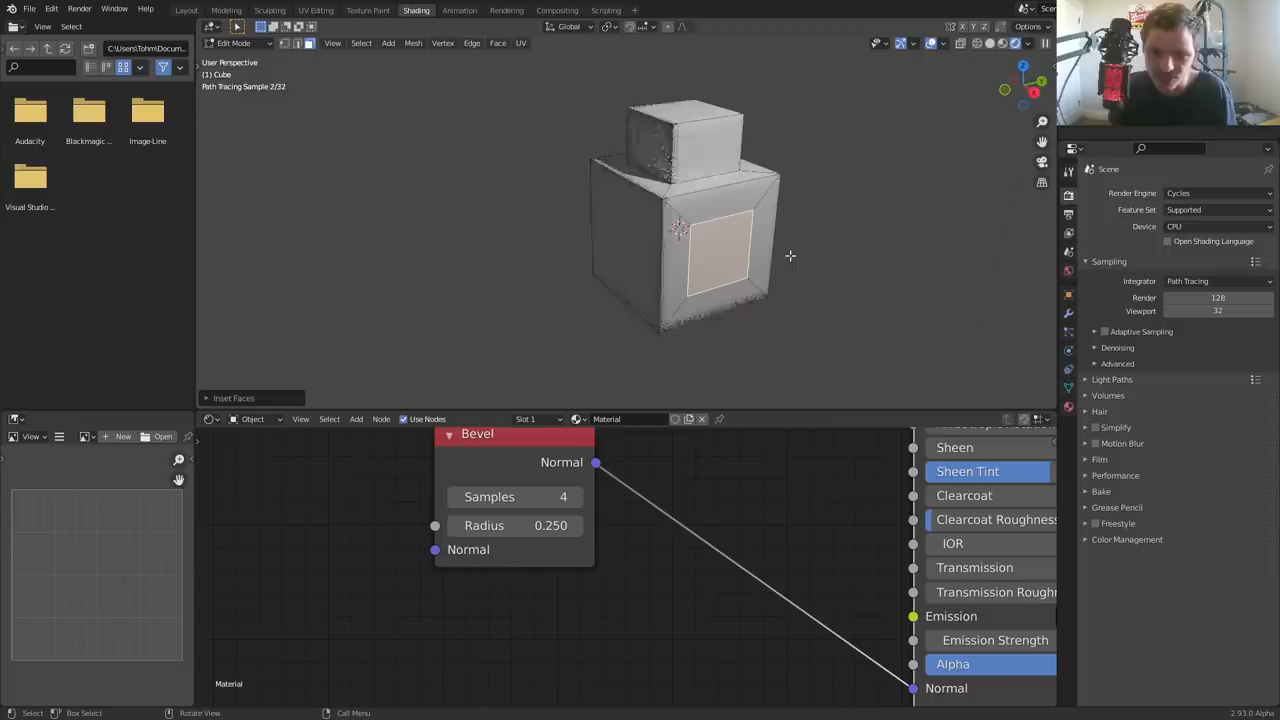 File Edit Render Window Help Layout Modeling Sculpting UV Editing Texture Paint Shading Animation Rendering Compositing Scripting + Scen
View Select C:\Users\Tohm\Docum... Global Options
Edit Mode View Select Add Mesh Vertex Edge Face UV
User Perspective
(1) Cube
Path Tracing Sample 2/32
Audacity Blackmagic ... Image-Line
Visual Studio ...
Inset Faces
Scene
Render Engine Cycles
Feature Set Supported
Device CPU
Open Shading Language
Sampling
Integrator Path Tracing
Render 128
Viewport 32
Adaptive Sampling
Denoising
Advanced
Light Paths
Volumes
Hair
Simplify
Motion Blur
Film
Performance
Bake
Grease Pencil
Freestyle
Color Management
View New Open
Object View Select Add Node Use Nodes Slot 1 Material
Bevel
Normal
Samples 4
Radius 0.250
Normal
Sheen
Sheen Tint
Clearcoat
Clearcoat Roughness
IOR
Transmission
Transmission Roughn
Emission
Emission Strength
Alpha
Normal
Material
Select Box Select Rotate View Call Menu 2.93.0 Alpha